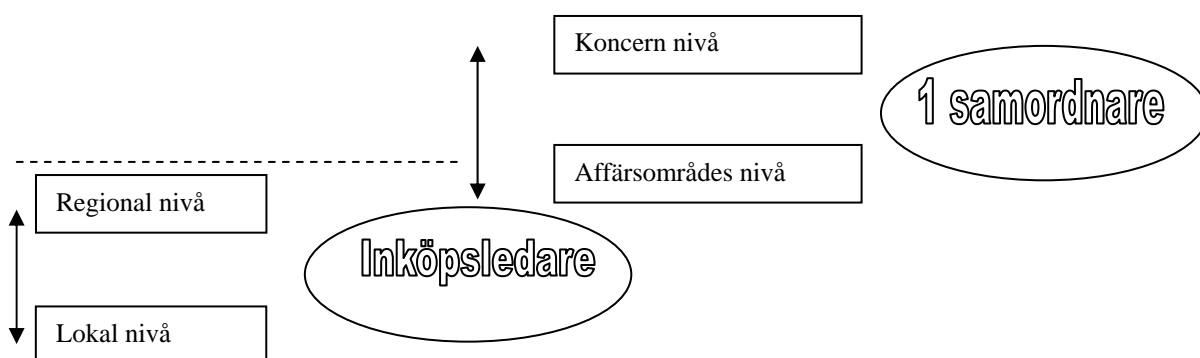 Koncern nivå
1 samordnare
Affärsområdes nivå
Regional nivå
Inköpsledare
Lokal nivå